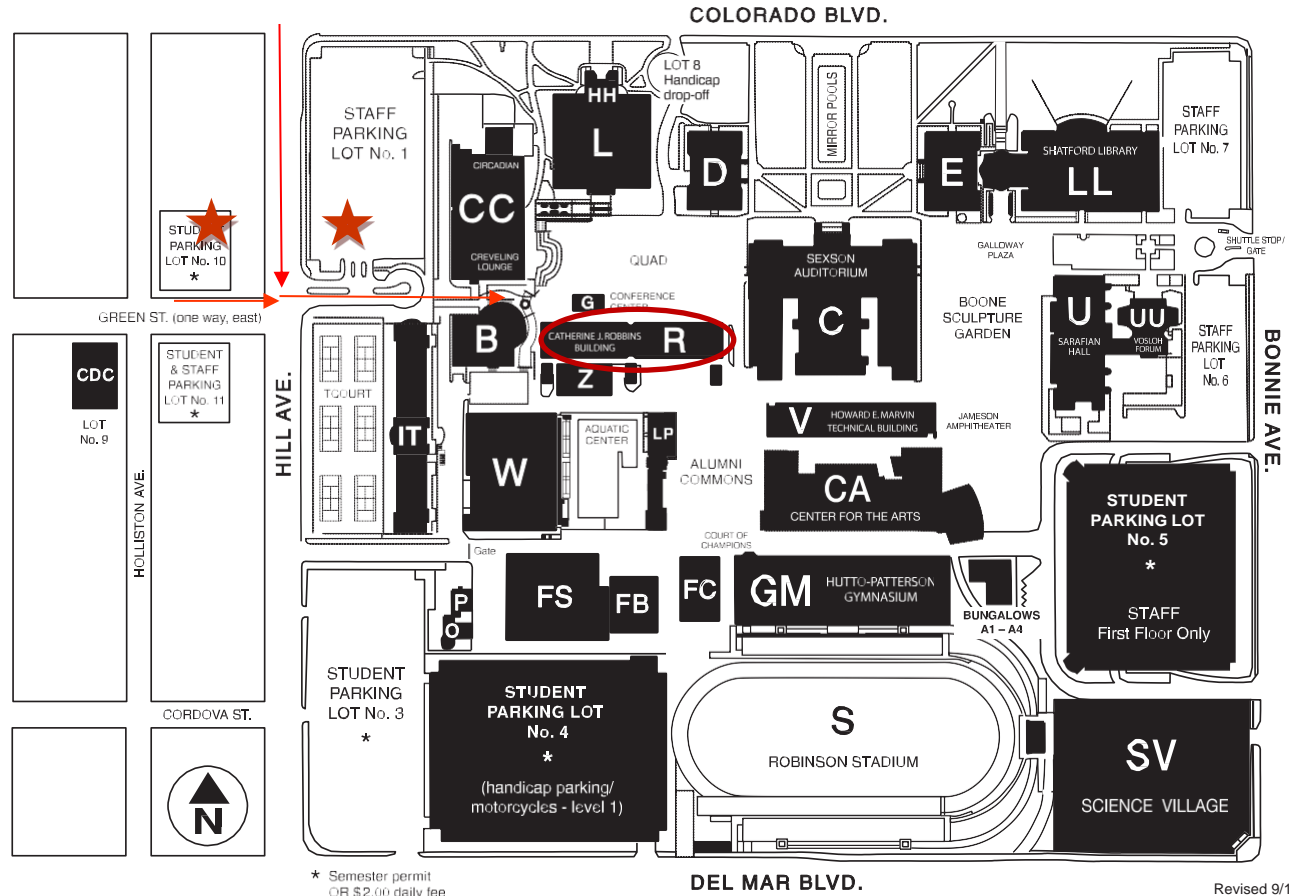 COLORADO BLVD.
LOT 8
Handicap
drop-off
HH
L
STAFF
PARKING
LOT No. 1
CIRCADIAN
CC
CREVELING
LOUNGE
D
MIRROR POOLS
E
SHATFORD LIBRARY
LL
STAFF
PARKING
LOT No. 7
STUDENT
PARKING
LOT No. 10
*
GREEN ST. (one way, east)
QUAD
SEXSON
AUDITORIUM
C
GALLOWAY
PLAZA
SHUTTLE STOP/
GATE
G
CONFERENCE
CENTER
B
CATHERINE J. ROBBINS
BUILDING
R
Z
BOONE
SCULPTURE
GARDEN
U
SARAFIAN
HALL
UU
VOSLOH
FORUM
STAFF
PARKING
LOT
No. 6
BONNIE AVE.
CDC
LOT
No. 9
STUDENT
& STAFF
PARKING
LOT No. 11
*
HOLLISTON AVE.
HILL AVE.
TCOURT
IT
W
AQUATIC
CENTER
LP
ALUMNI
COMMONS
V
HOWARD E. MARVIN
TECHNICAL BUILDING
JAMESON
AMPHITHEATER
CA
CENTER FOR THE ARTS
STUDENT
PARKING LOT
No. 5
*
STAFF
First Floor Only
Gate
COURT OF
CHAMPIONS
P
O
FS
FB
FC
GM
HUTTO-PATTERSON
GYMNASIUM
BUNGALOWS
A1 – A4
STUDENT
PARKING
LOT No. 3
*
CORDOVA ST.
N
STUDENT
PARKING LOT
No. 4
*
(handicap parking/
motorcycles - level 1)
S
ROBINSON STADIUM
SV
SCIENCE VILLAGE
* Semester permit
OR $2.00 daily fee
DEL MAR BLVD.
Revised 9/1